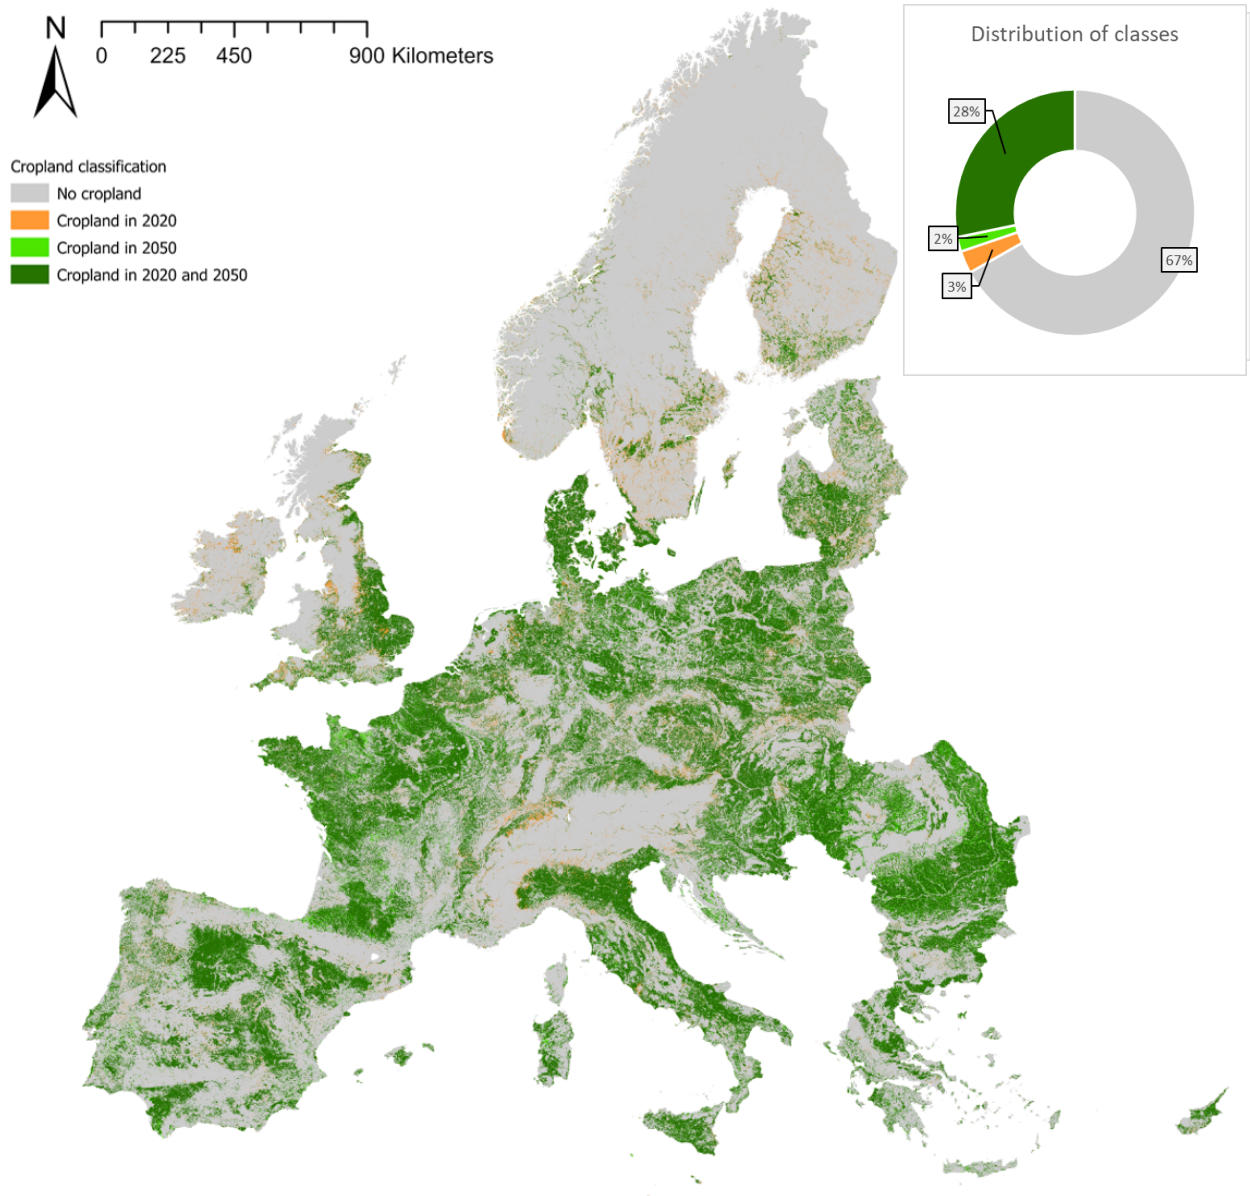 N
0 225 450 900 Kilometers
Cropland classification
No cropland
Cropland in 2020
Cropland in 2050
Cropland in 2020 and 2050
Distribution of classes
28%
2%
3%
67%